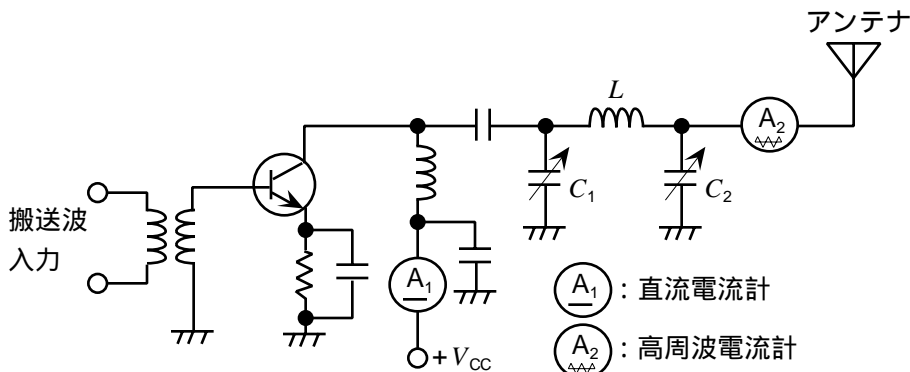 アンテナ
L
A2
C1
C2
搬送波
入力
A1
A1 : 直流電流計
+VCC
A2 : 高周波電流計